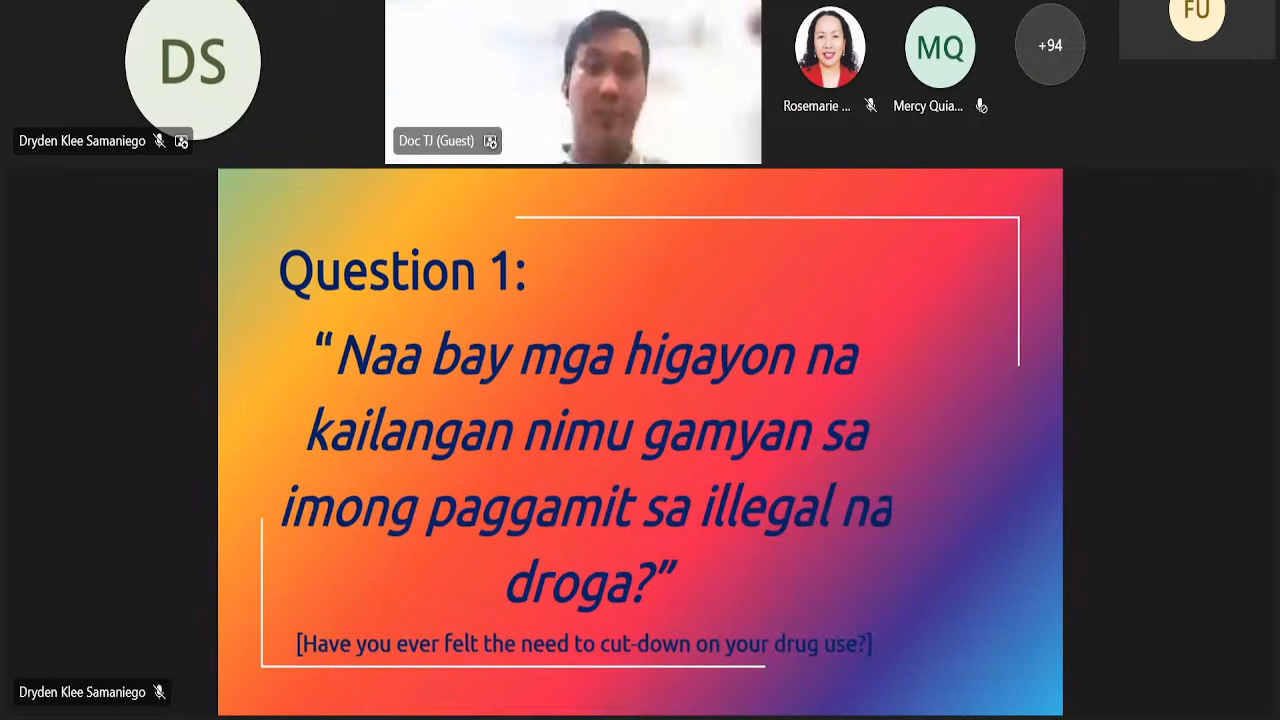 DS
MQ
+94
FU
Rosemarie ...
Mercy Quia...
Dryden Klee Samaniego
Doc TJ (Guest)
Question 1:
“Naa bay mga higayon na
kailangan nimu gamyan sa
imong paggamit sa illegal na
droga?”
[Have you ever felt the need to cut-down on your drug use?]
Dryden Klee Samaniego